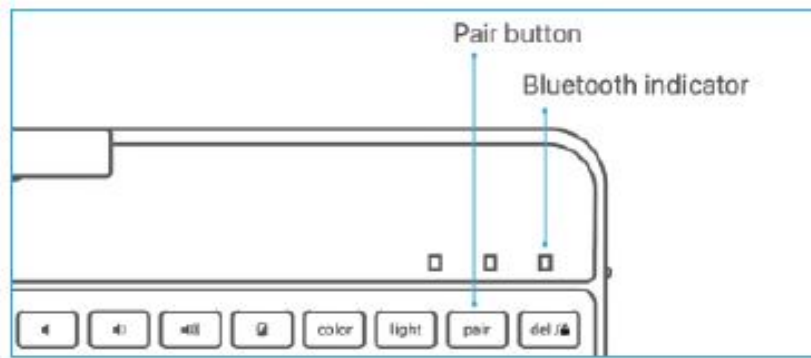 Pair button
Bluetooth indicator
color light pair del /